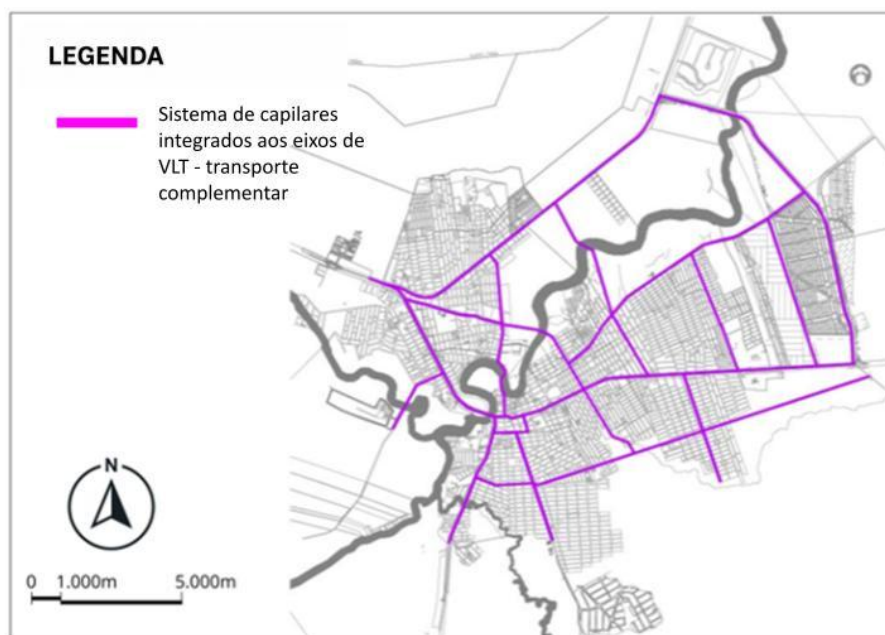 LEGENDA
Sistema de capilares
integrados aos eixos de
VLT - transporte
complementar
N
0 1.000m 5.000m